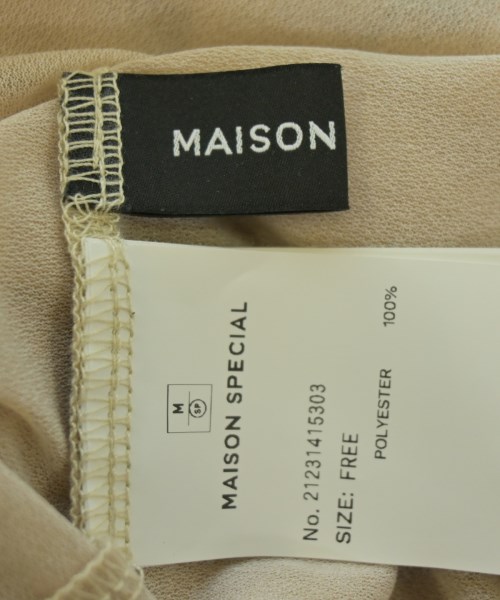 MAISON
M
SP
MAISON SPECIAL
No. 21231415303
SIZE: FREE
POLYESTER 100%